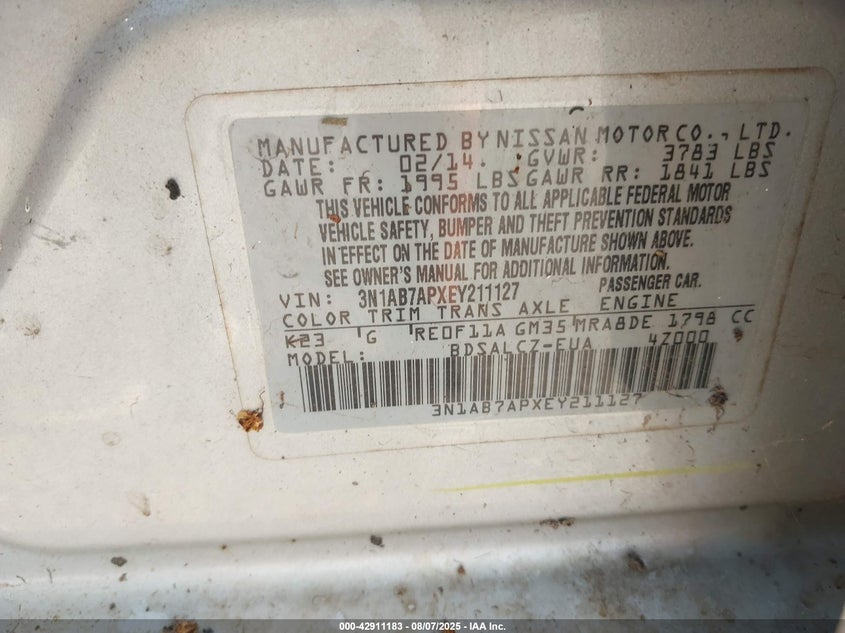 MANUFACTURED BY NISSAN MOTOR CO., LTD.
DATE: 02/14. GVWR: 3783 LBS
GAWR FR: 1995 LBS GAWR RR: 1841 LBS
THIS VEHICLE CONFORMS TO ALL APPLICABLE FEDERAL MOTOR
VEHICLE SAFETY, BUMPER AND THEFT PREVENTION STANDARDS
IN EFFECT ON THE DATE OF MANUFACTURE SHOWN ABOVE.
SEE OWNER'S MANUAL FOR ADDITIONAL INFORMATION.
VIN: 3N1AB7APXEY211127 PASSENGER CAR.
COLOR TRIM TRANS AXLE ENGINE
K23 G RE0F11A GM35 MRA8DE 1798 CC
MODEL: BDSALCZ-EUA 4Z000
3N1AB7APXEY211127
000-42911183 - 08/07/2025 - IAA Inc.